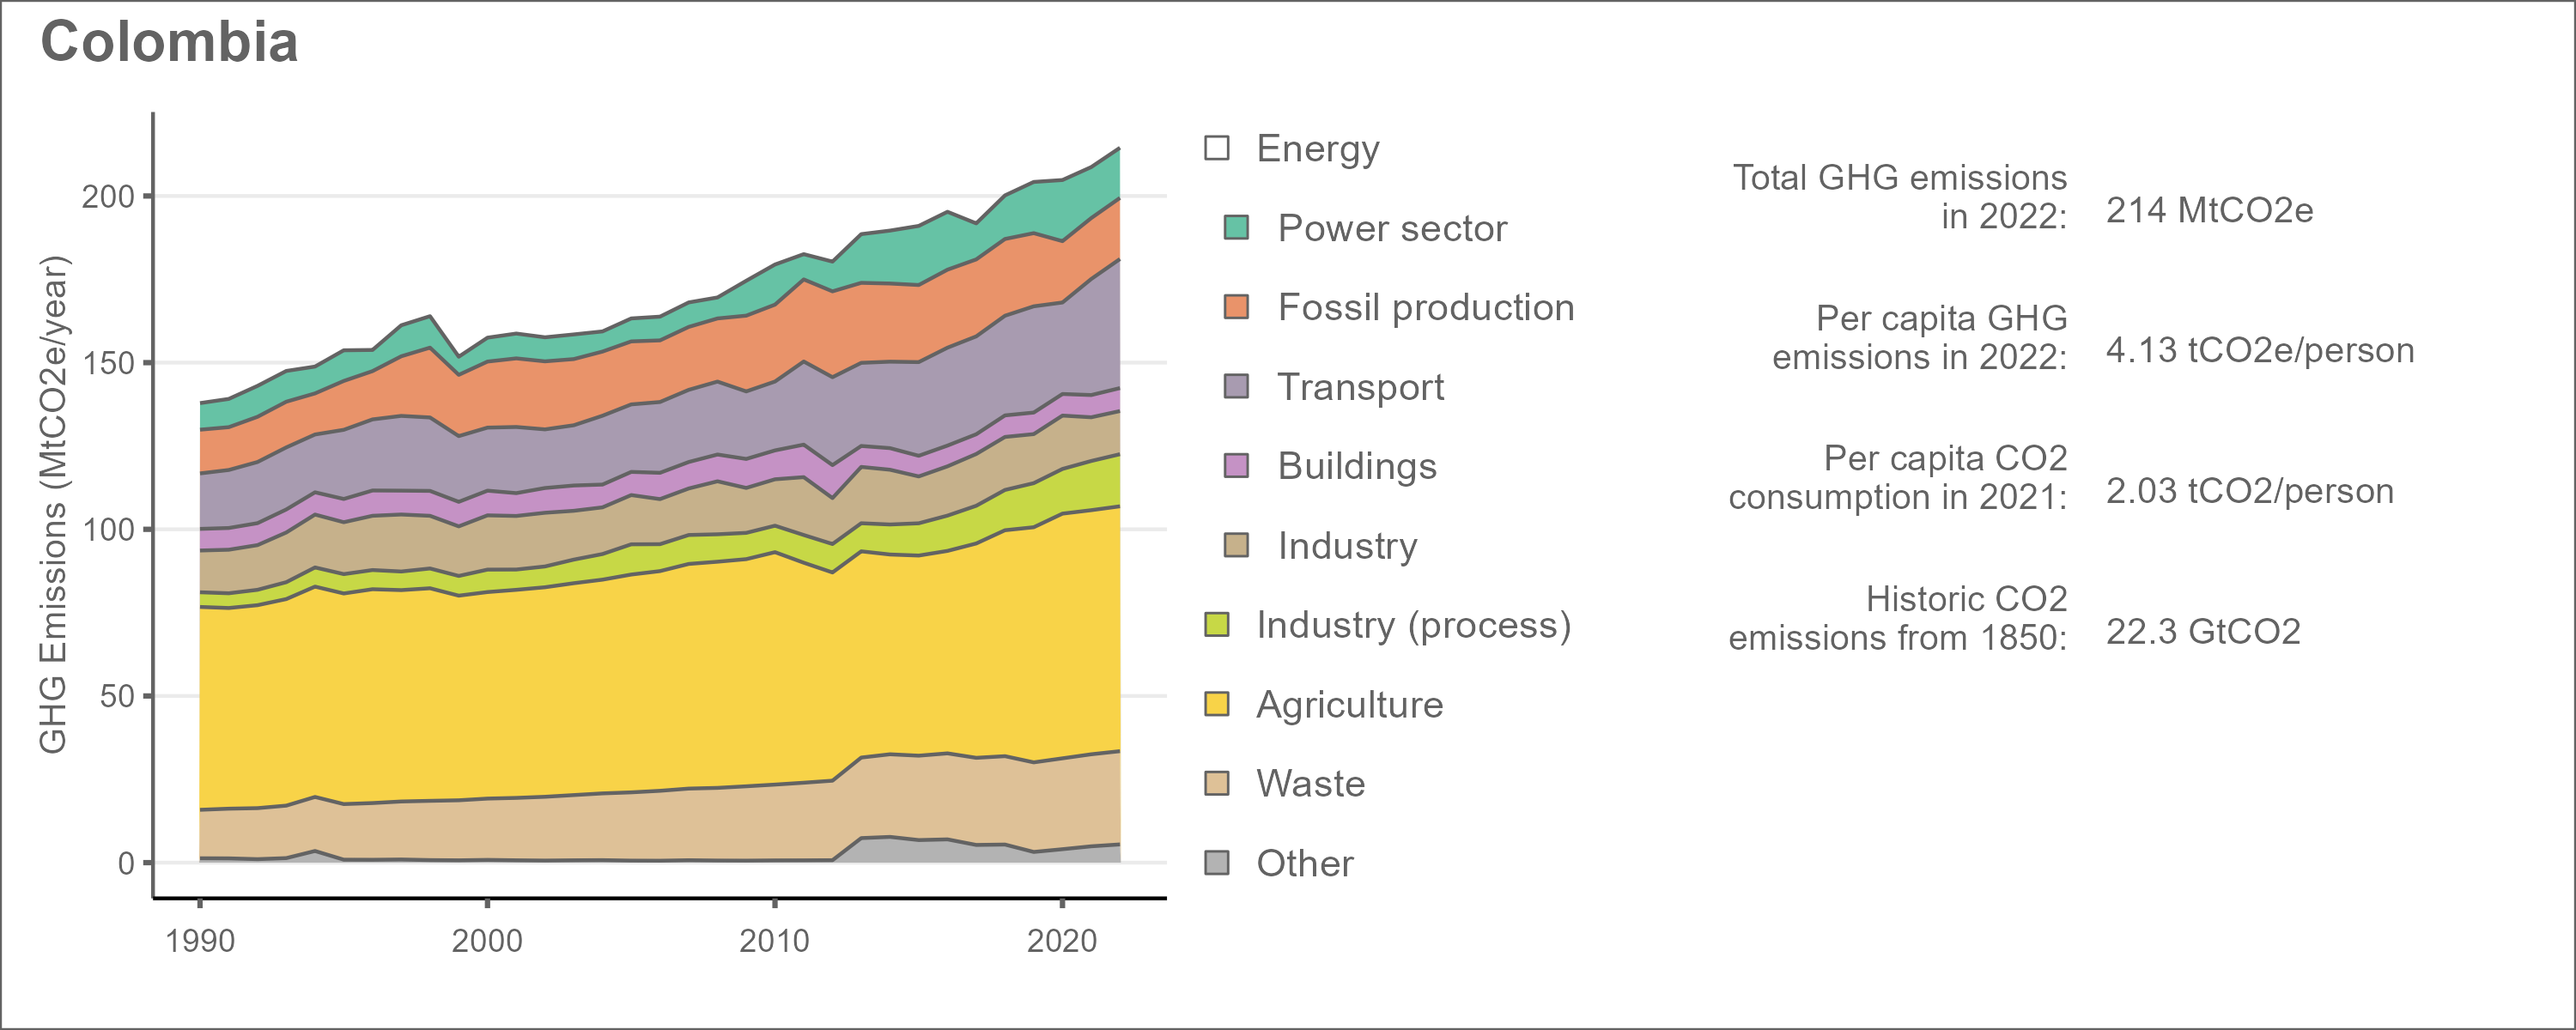 Colombia
GHG Emissions (MtCO2e/year)
200
150
100
50
0
1990
2000
2010
2020
Energy
Power sector
Fossil production
Transport
Buildings
Industry
Industry (process)
Agriculture
Waste
Other
Total GHG emissions
in 2022:
214 MtCO2e
Per capita GHG
emissions in 2022:
4.13 tCO2e/person
Per capita CO2
consumption in 2021:
2.03 tCO2/person
Historic CO2
emissions from 1850:
22.3 GtCO2